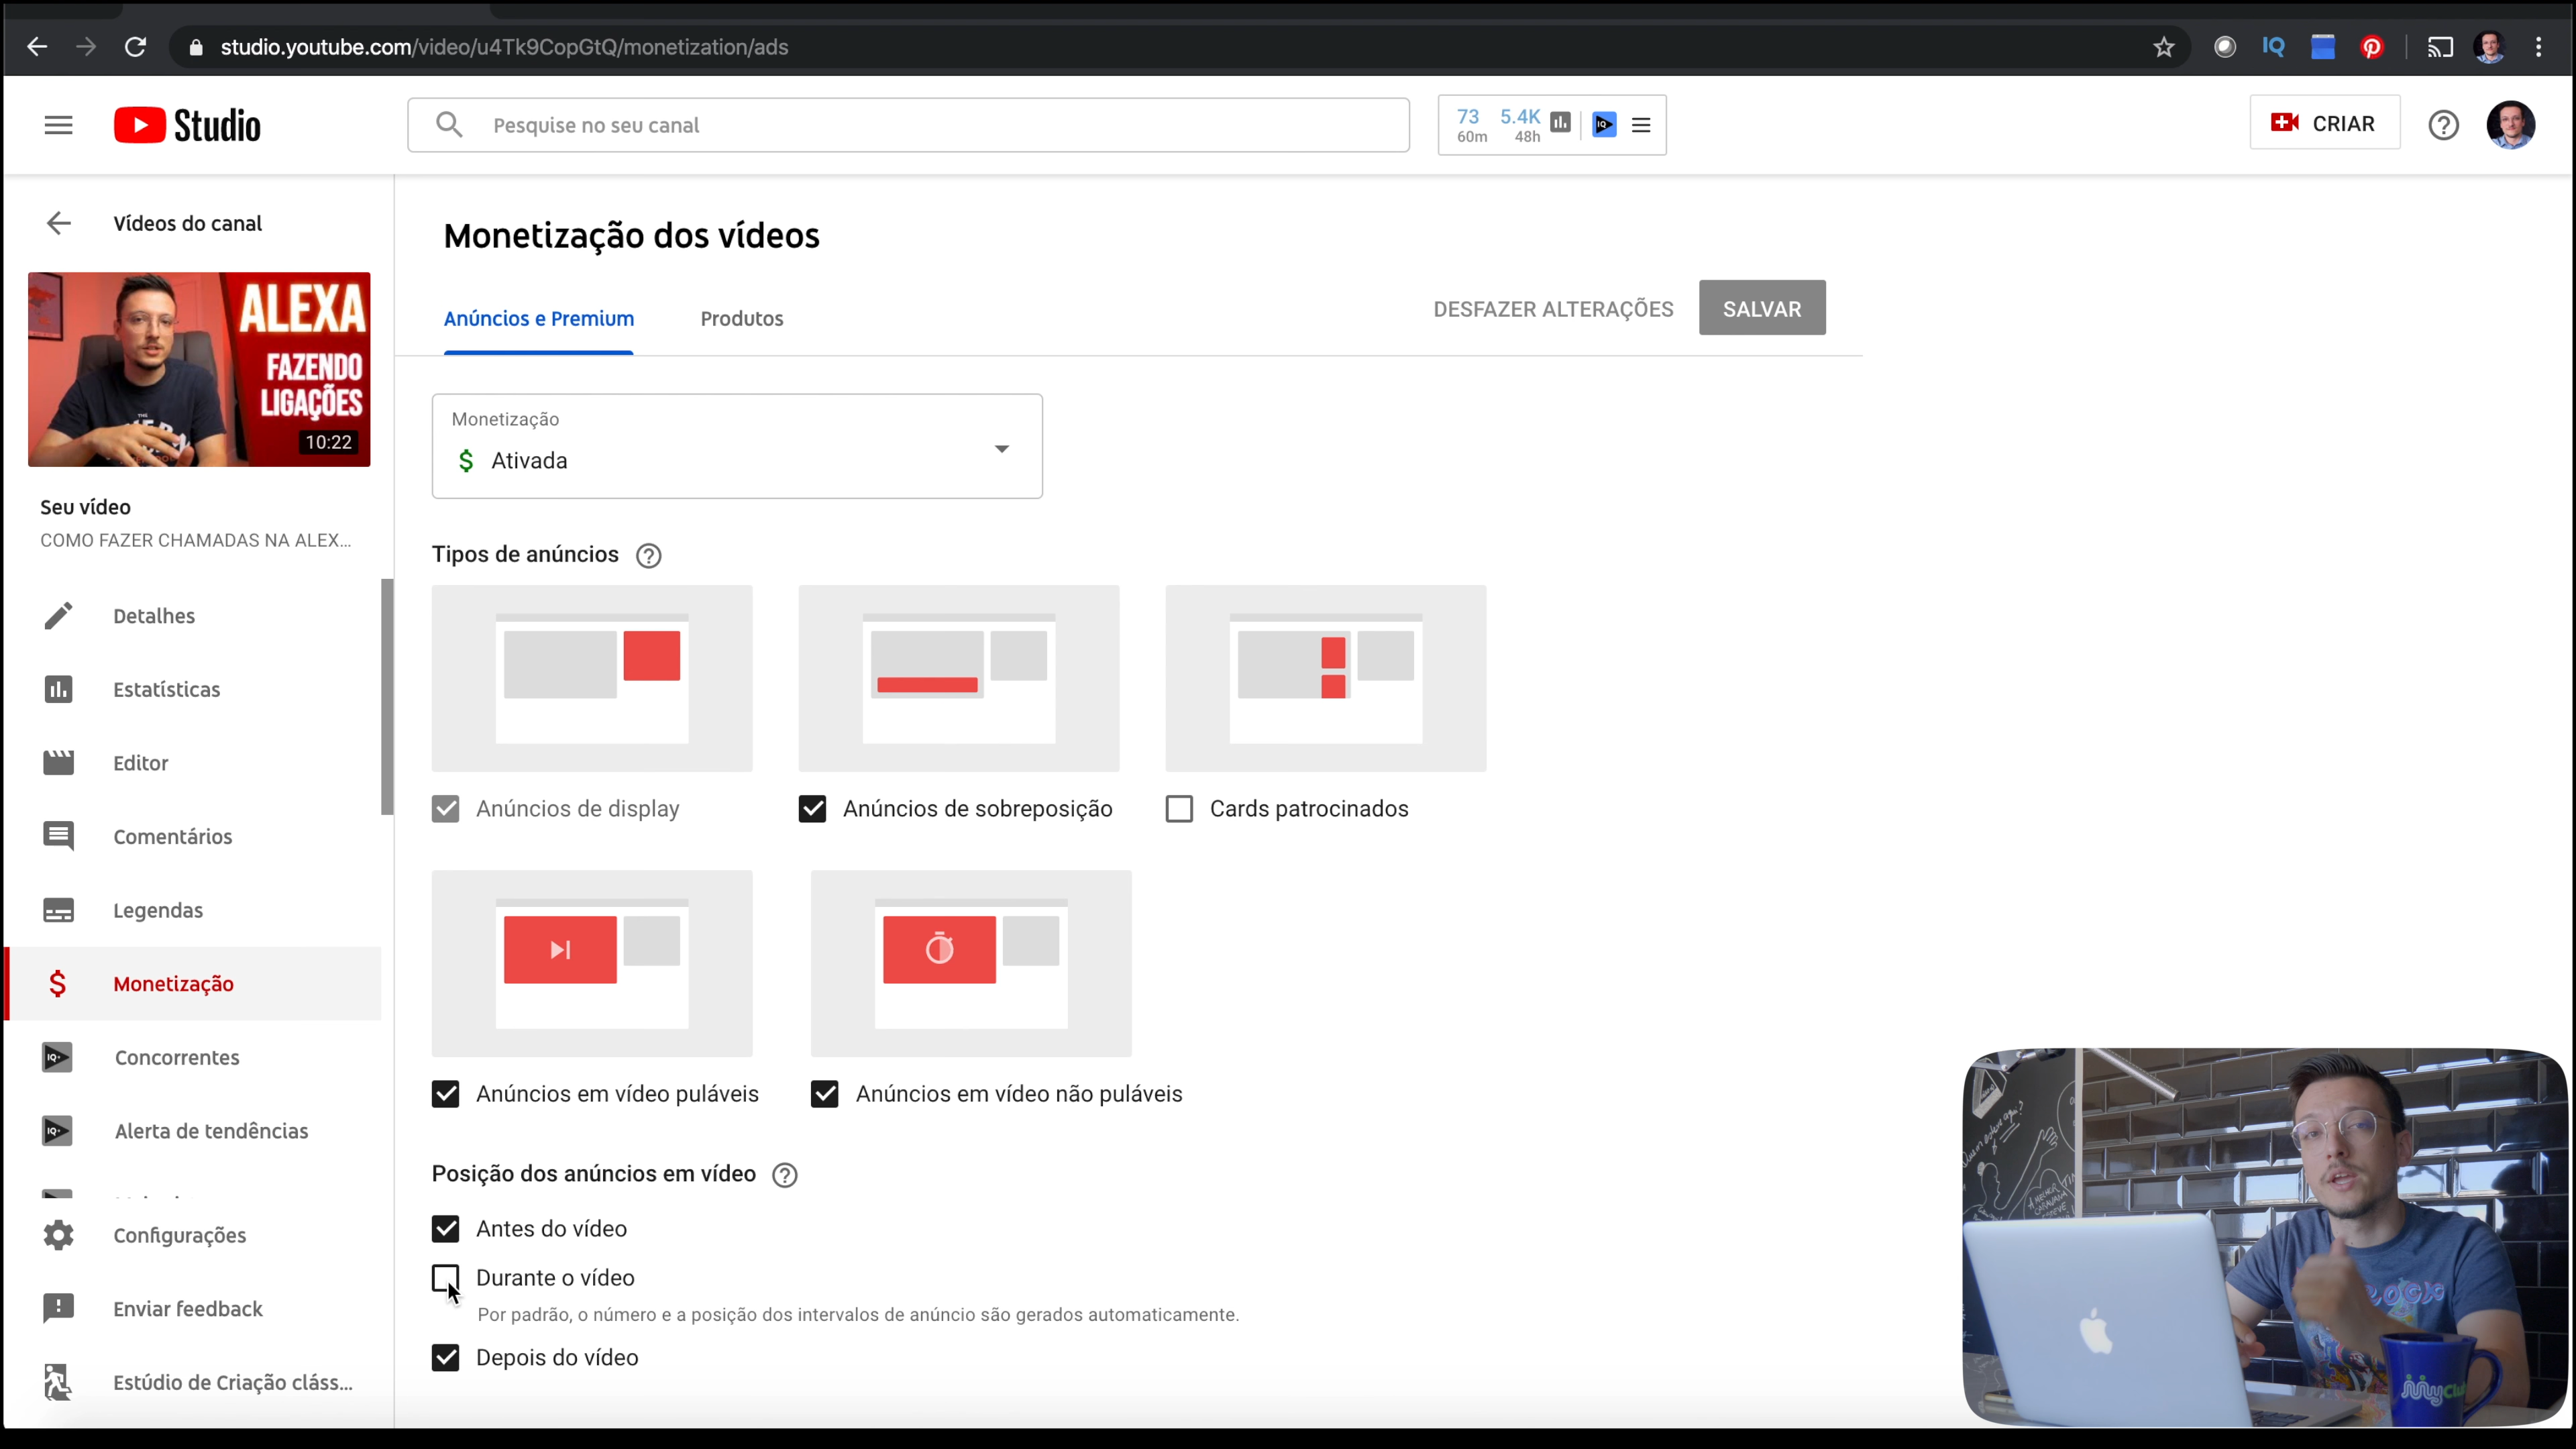 studio.youtube.com/video/u4Tk9CopGtQ/monetization/ads
IQ
Studio
Pesquise no seu canal
73 5.4K
60m 48h
IQ
CRIAR
Vídeos do canal
ALEXA
FAZENDO
LIGAÇÕES
THE
10:22
Seu vídeo
COMO FAZER CHAMADAS NA ALEX...
Detalhes
Estatísticas
Editor
Comentários
Legendas
Monetização
Concorrentes
Alerta de tendências
Configurações
Enviar feedback
Estúdio de Criação cláss...
Monetização dos vídeos
Anúncios e Premium
Produtos
DESFAZER ALTERAÇÕES
SALVAR
Monetização
$ Ativada
Tipos de anúncios
Anúncios de display
Anúncios de sobreposição
Cards patrocinados
Anúncios em vídeo puláveis
Anúncios em vídeo não puláveis
Posição dos anúncios em vídeo
Antes do vídeo
Durante o vídeo
Por padrão, o número e a posição dos intervalos de anúncio são gerados automaticamente.
Depois do vídeo